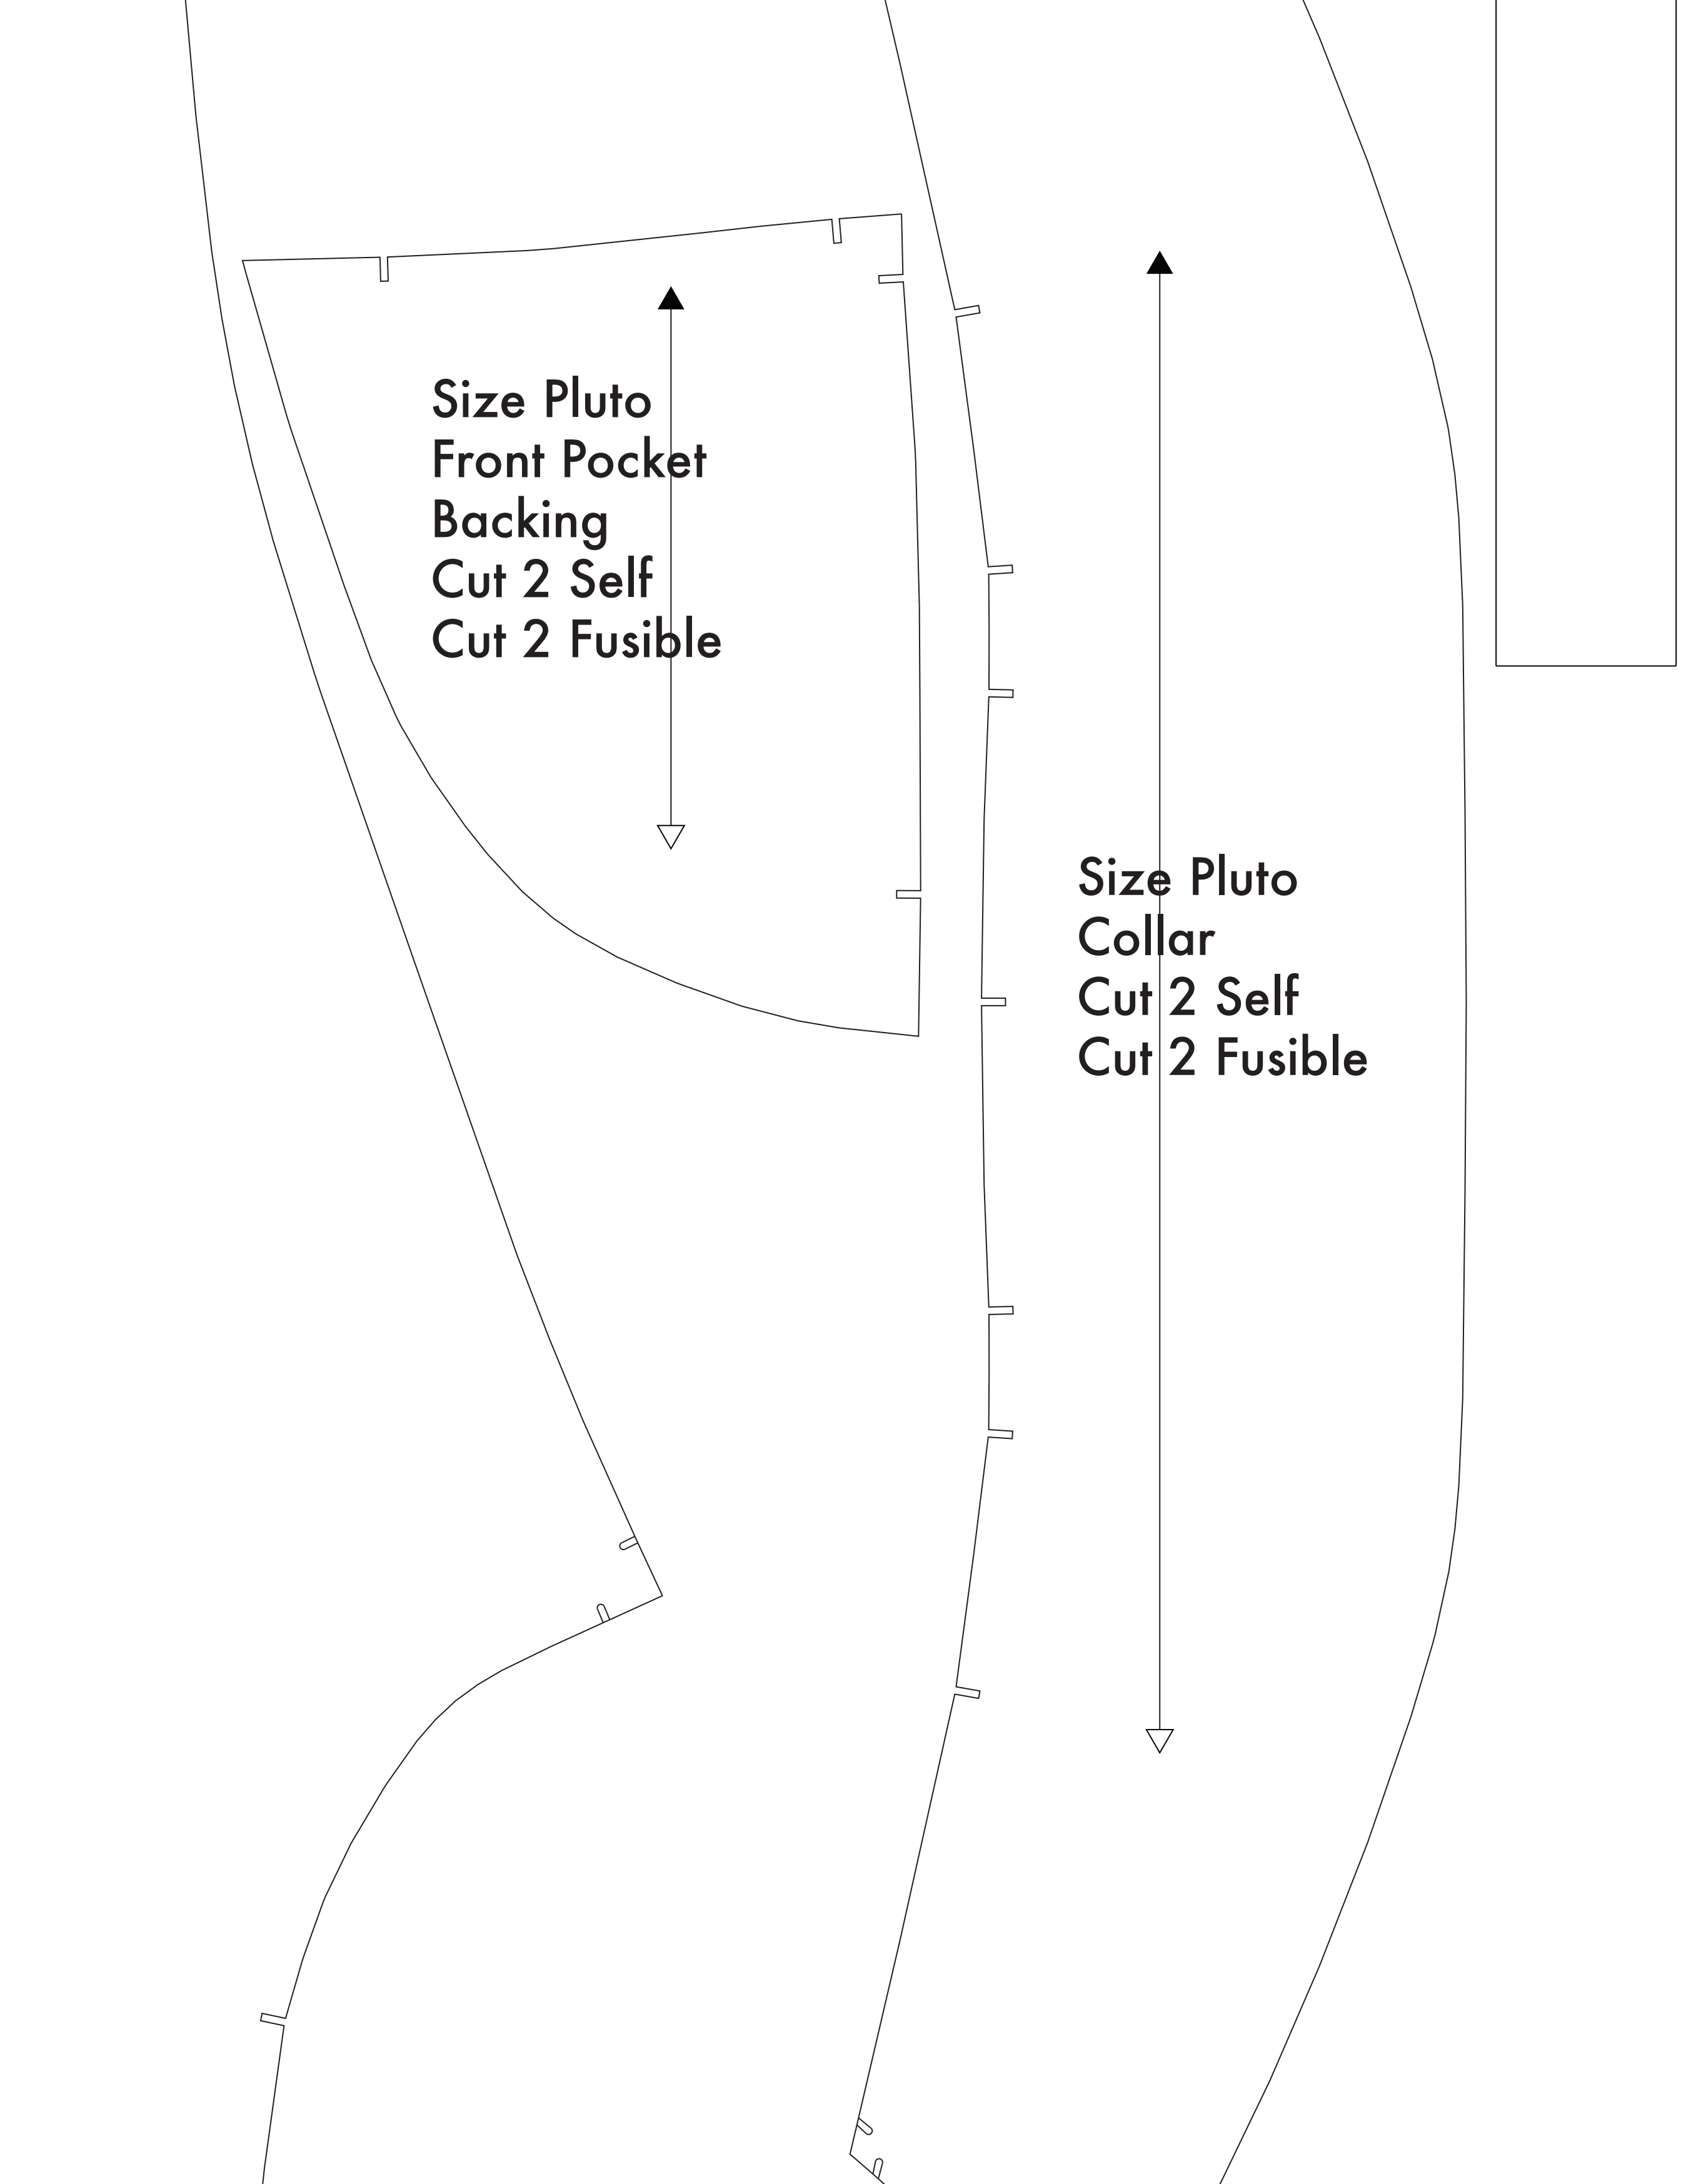 Size Pluto
Front Pocket
Backing
Cut 2 Self
Cut 2 Fusible
Size Pluto
Collar
Cut 2 Self
Cut 2 Fusible